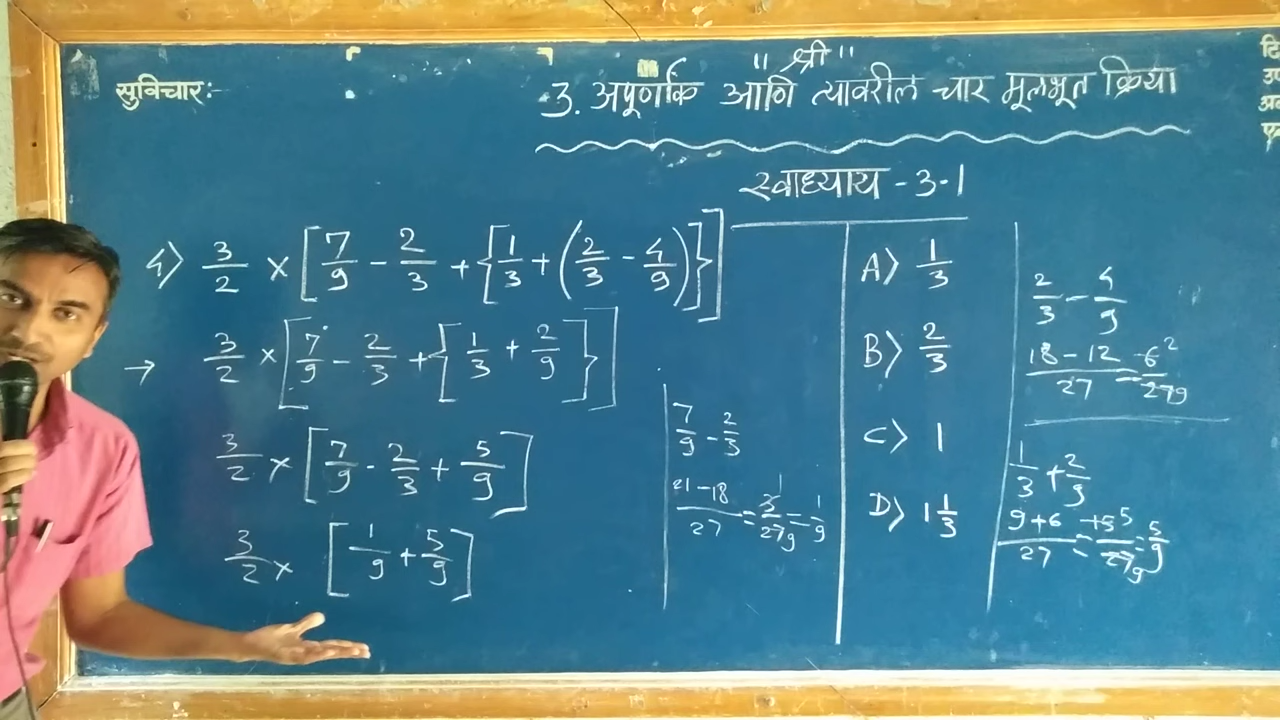 सुविचार:-
" श्री "
3. अपूर्णांक आणि त्यावरील चार मूलभूत क्रिया
स्वाध्याय - 3.1
4) 3/2 × [7/9 - 2/3 + {1/3 + (2/3 - 4/9)}]
→ 3/2 × [7/9 - 2/3 + {1/3 + 2/9}]
3/2 × [7/9 - 2/3 + 5/9]
3/2 × [1/9 + 5/9]
7/9 - 2/3
21-18/27 = 3/27 = 1/9
A) 1/3
B) 2/3
C) 1
D) 1 1/3
2/3 - 4/9
18-12/27 = 6/27
1/3 + 2/9
9+6/27 = 15/27 = 5/9
टि
उप